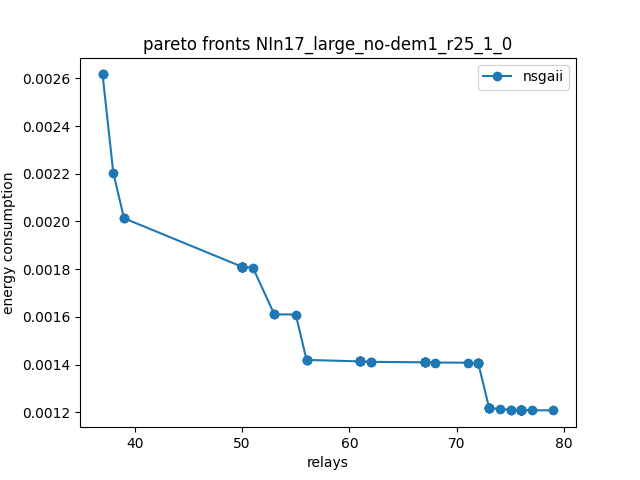 pareto fronts NIn17_large_no-dem1_r25_1_0
nsgaii
0.0026
0.0024
0.0022
0.0020
0.0018
0.0016
0.0014
0.0012
energy consumption
40 50 60 70 80
relays